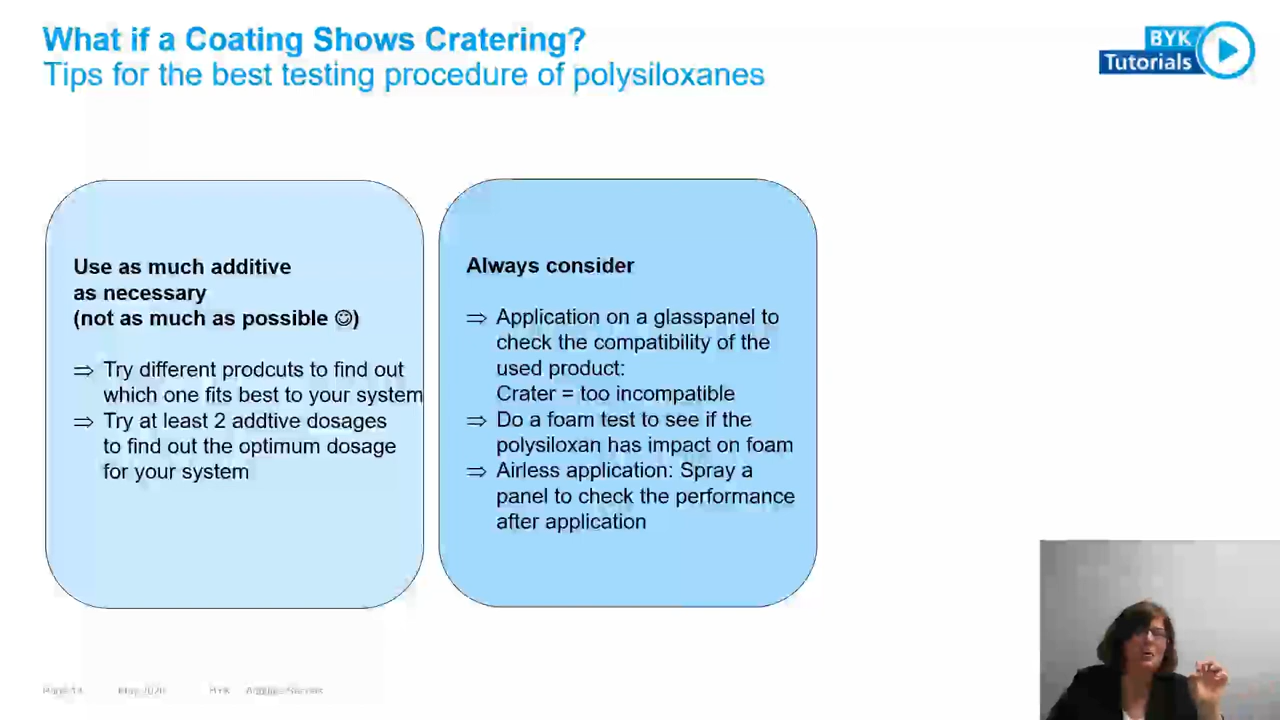 What if a Coating Shows Cratering?
Tips for the best testing procedure of polysiloxanes
BYK
Tutorials
Use as much additive
as necessary
(not as much as possible ☺)
⇒ Try different prodcuts to find out
which one fits best to your system
⇒ Try at least 2 addtive dosages
to find out the optimum dosage
for your system
Always consider
⇒ Application on a glasspanel to
check the compatibility of the
used product:
Crater = too incompatible
⇒ Do a foam test to see if the
polysiloxan has impact on foam
⇒ Airless application: Spray a
panel to check the performance
after application
May 2020
BYK